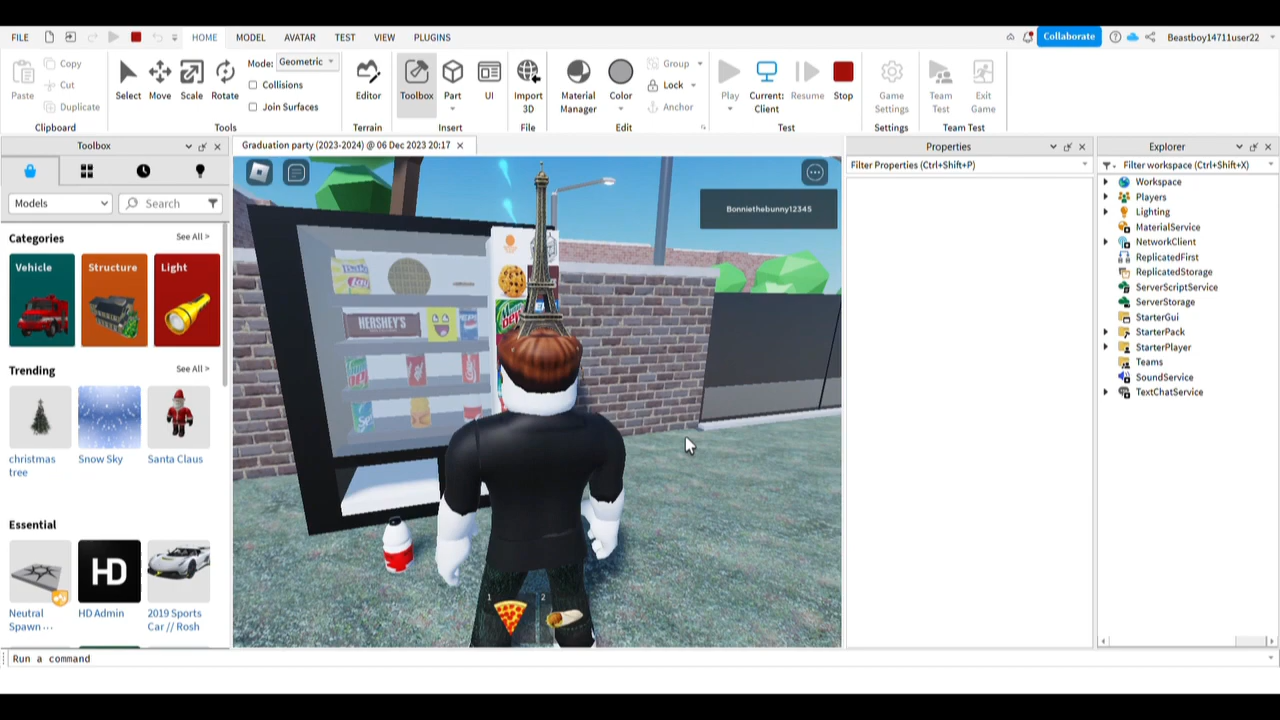 FILE HOME MODEL AVATAR TEST VIEW PLUGINS Collaborate Beastboy14711user22
Paste Copy Cut Duplicate
Clipboard
Select Move Scale Rotate
Mode: Geometric
Collisions
Join Surfaces
Tools
Editor
Terrain
Toolbox Part UI
Insert
Import 3D
File
Material Manager
Color
Group
Lock
Anchor
Edit
Play
Current: Client
Resume
Stop
Test
Game Settings
Settings
Team Test
Exit Game
Team Test
Toolbox
Models
Search
Categories See All >
Vehicle Structure Light
Trending See All >
christmas tree
Snow Sky
Santa Claus
Essential
HD
Neutral Spawn ...
HD Admin
2019 Sports Car // Rosh
Graduation party (2023-2024) @ 06 Dec 2023 20:17
Bonniethebunny12345
HERSHEY'S
1 2
Properties
Filter Properties (Ctrl+Shift+P)
Explorer
Filter workspace (Ctrl+Shift+X)
Workspace
Players
Lighting
MaterialService
NetworkClient
ReplicatedFirst
ReplicatedStorage
ServerScriptService
ServerStorage
StarterGui
StarterPack
StarterPlayer
Teams
SoundService
TextChatService
Run a command